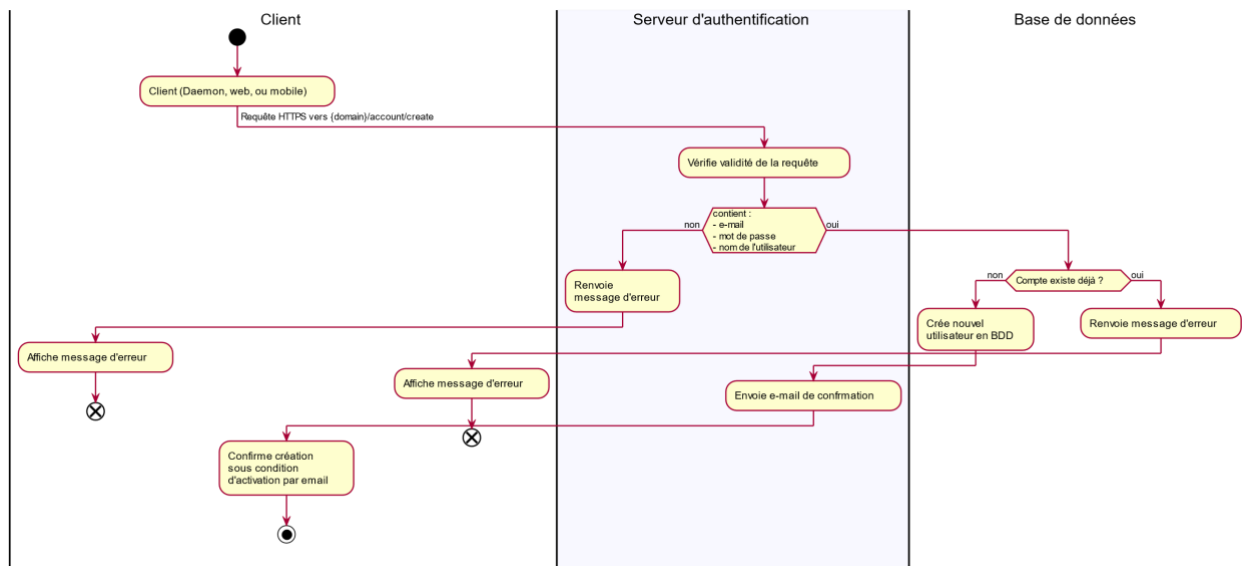 Client
Serveur d'authentification
Base de données
Client (Daemon, web, ou mobile)
Requête HTTPS vers {domain}/account/create
Vérifie validité de la requête
contient :
- e-mail
- mot de passe
- nom de l'utilisateur
non
oui
Renvoie
message d'erreur
Compte existe déjà ?
non
oui
Crée nouvel
utilisateur en BDD
Renvoie message d'erreur
Affiche message d'erreur
Affiche message d'erreur
Envoie e-mail de confrmation
Confirme création
sous condition
d'activation par email